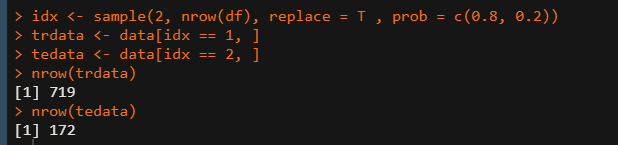 > idx <- sample(2, nrow(df), replace = T , prob = c(0.8, 0.2))
> trdata <- data[idx == 1, ]
> tedata <- data[idx == 2, ]
> nrow(trdata)
[1] 719
> nrow(tedata)
[1] 172